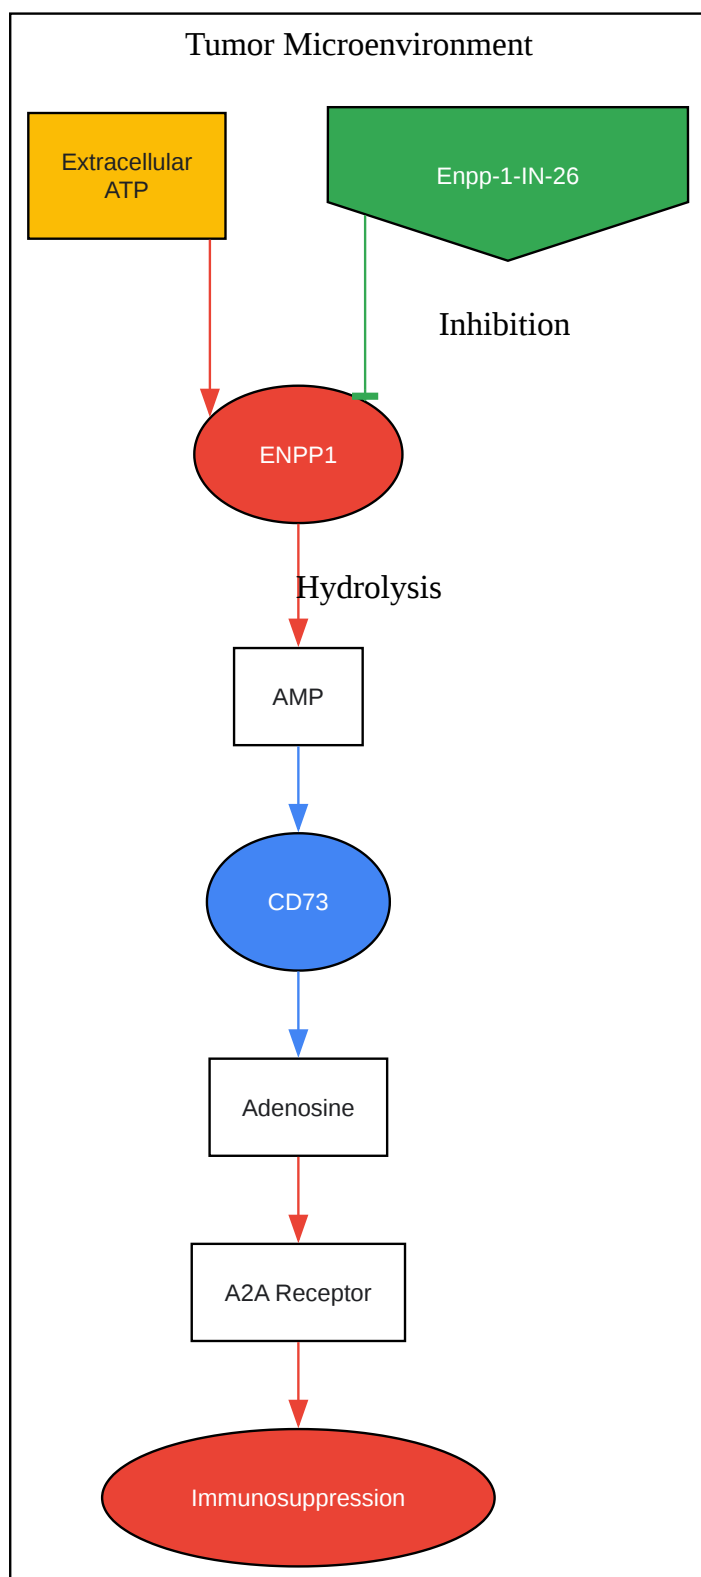 Tumor Microenvironment
Extracellular
ATP
Enpp-1-IN-26
Inhibition
ENPP1
Hydrolysis
AMP
CD73
Adenosine
A2A Receptor
Immunosuppression